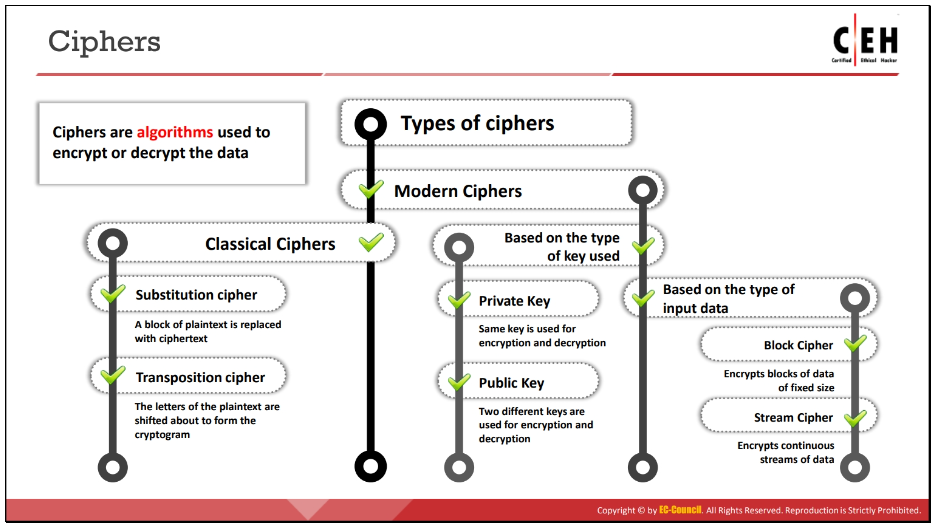 Ciphers
C|EH
Certified Ethical Hacker
Ciphers are algorithms used to
encrypt or decrypt the data
Types of ciphers
Modern Ciphers
Classical Ciphers
Substitution cipher
A block of plaintext is replaced
with ciphertext
Transposition cipher
The letters of the plaintext are
shifted about to form the
cryptogram
Based on the type
of key used
Private Key
Same key is used for
encryption and decryption
Public Key
Two different keys are
used for encryption and
decryption
Based on the type of
input data
Block Cipher
Encrypts blocks of data
of fixed size
Stream Cipher
Encrypts continuous
streams of data
Copyright © by EC-Council. All Rights Reserved. Reproduction is Strictly Prohibited.